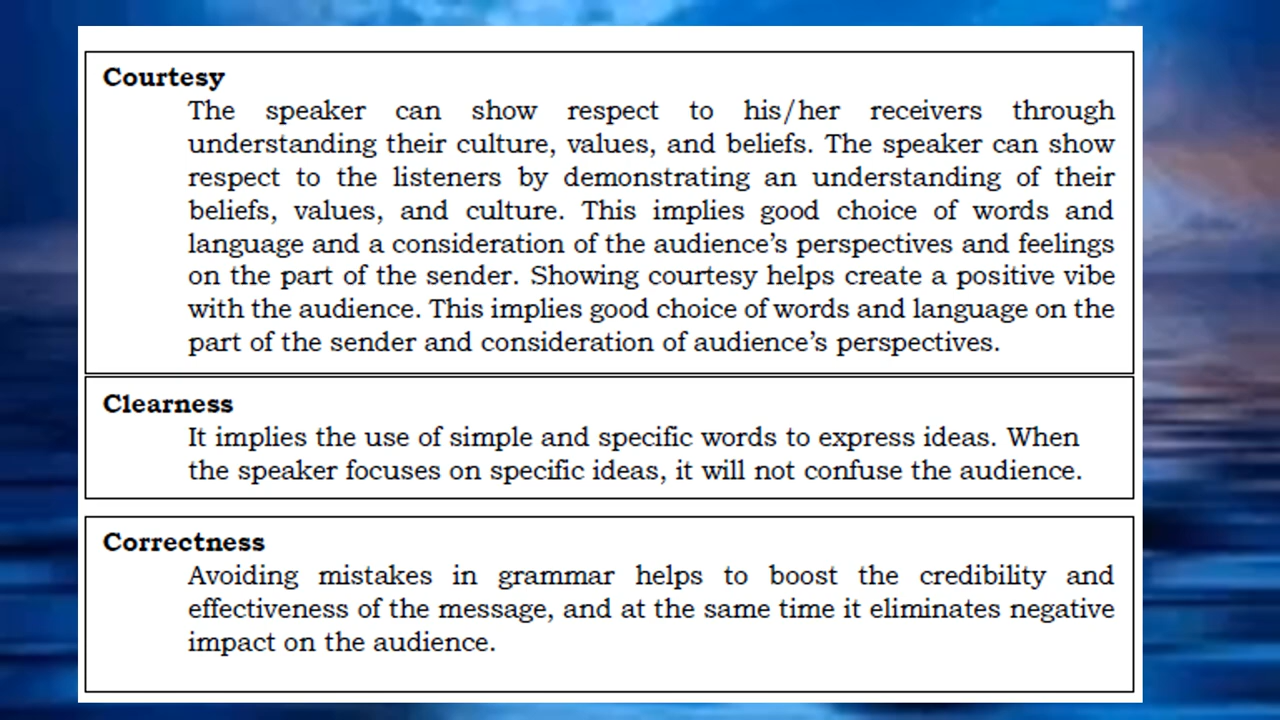 Courtesy
The speaker can show respect to his/her receivers through
understanding their culture, values, and beliefs. The speaker can show
respect to the listeners by demonstrating an understanding of their
beliefs, values, and culture. This implies good choice of words and
language and a consideration of the audience’s perspectives and feelings
on the part of the sender. Showing courtesy helps create a positive vibe
with the audience. This implies good choice of words and language on the
part of the sender and consideration of audience’s perspectives.
Clearness
It implies the use of simple and specific words to express ideas. When
the speaker focuses on specific ideas, it will not confuse the audience.
Correctness
Avoiding mistakes in grammar helps to boost the credibility and
effectiveness of the message, and at the same time it eliminates negative
impact on the audience.